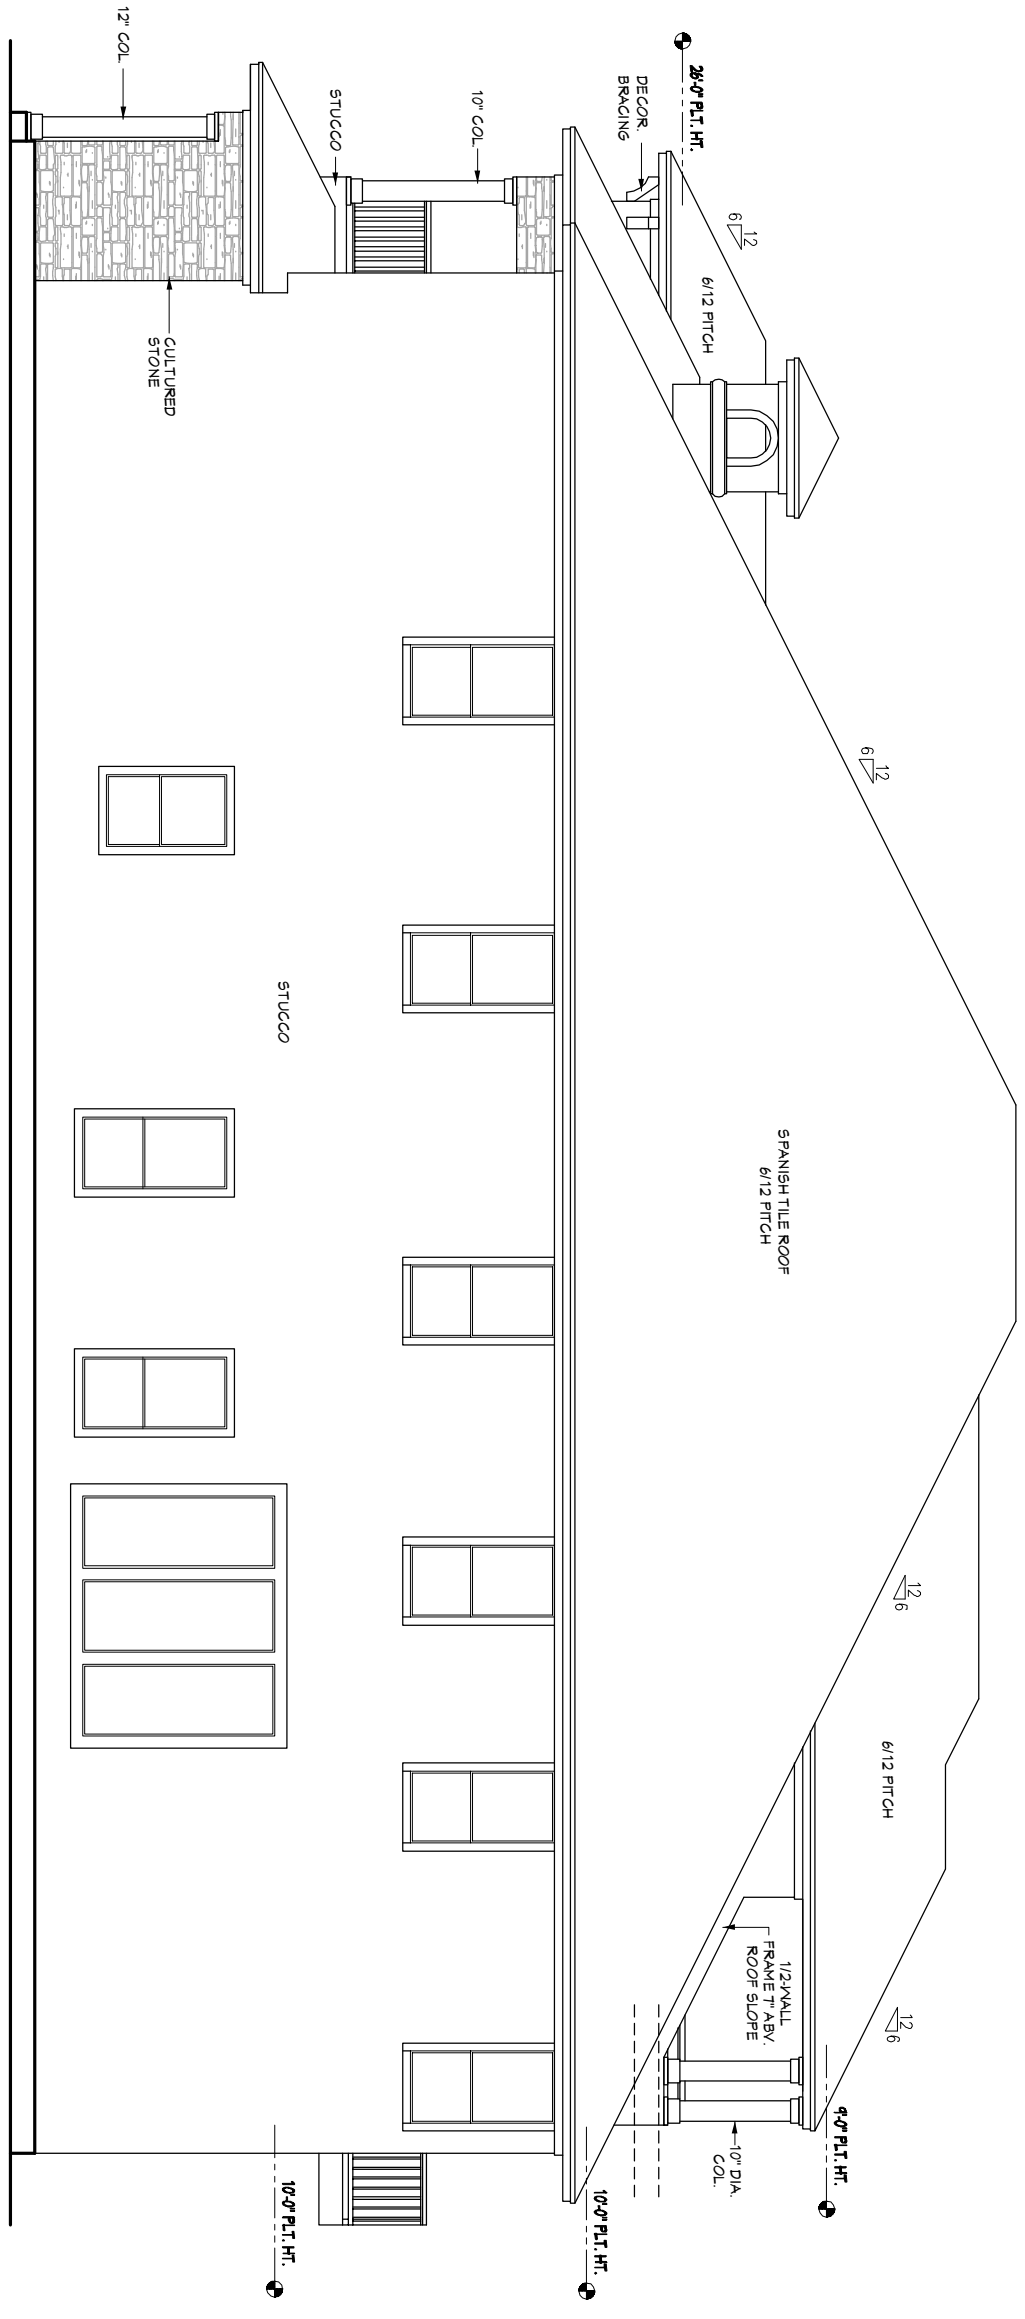 12" COL.
CULTURED
STONE
STUCCO
10" COL.
DECOR.
BRACING
26'-0" PLT. HT.
12
6
6/12 PITCH
12
6
STUCCO
SPANISH TILE ROOF
6/12 PITCH
12
6
6/12 PITCH
1/2-WALL
FRAME 7" ABV.
ROOF SLOPE
12
6
10" DIA.
COL.
9'-0" PLT. HT.
10'-0" PLT. HT.
10'-0" PLT. HT.